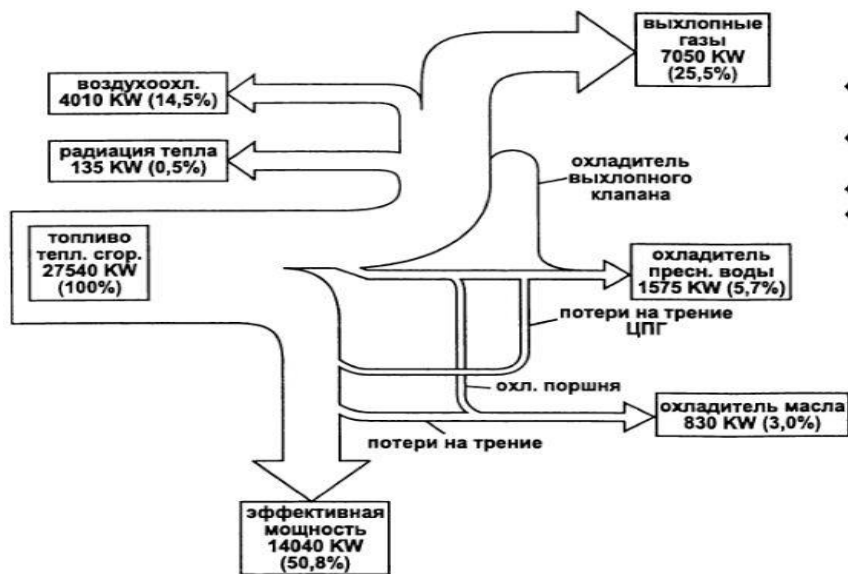 выхлопные
газы
7050 KW
(25,5%)
воздухоохл.
4010 KW (14,5%)
радиация тепла
135 KW (0,5%)
охладитель
выхлопного
клапана
топливо
тепл. сгор.
27540 KW
(100%)
охладитель
пресн. воды
1575 KW (5,7%)
потери на трение
ЦПГ
охл. поршня
охладитель масла
830 KW (3,0%)
потери на трение
эффективная
мощность
14040 KW
(50,8%)